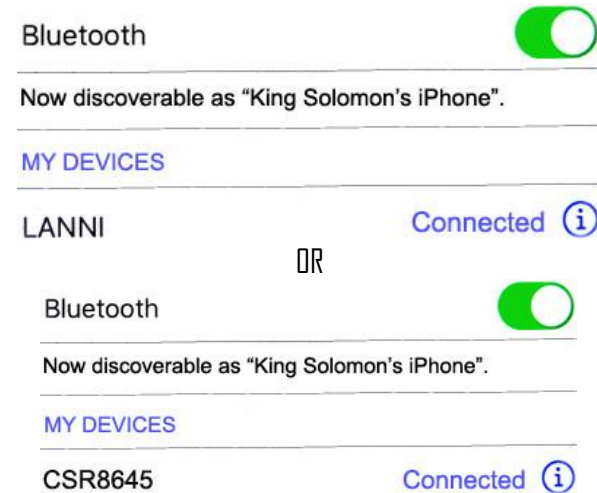 Bluetooth
Now discoverable as “King Solomon’s iPhone”.
MY DEVICES
LANNI Connected i
OR
Bluetooth
Now discoverable as “King Solomon’s iPhone”.
MY DEVICES
CSR8645 Connected i